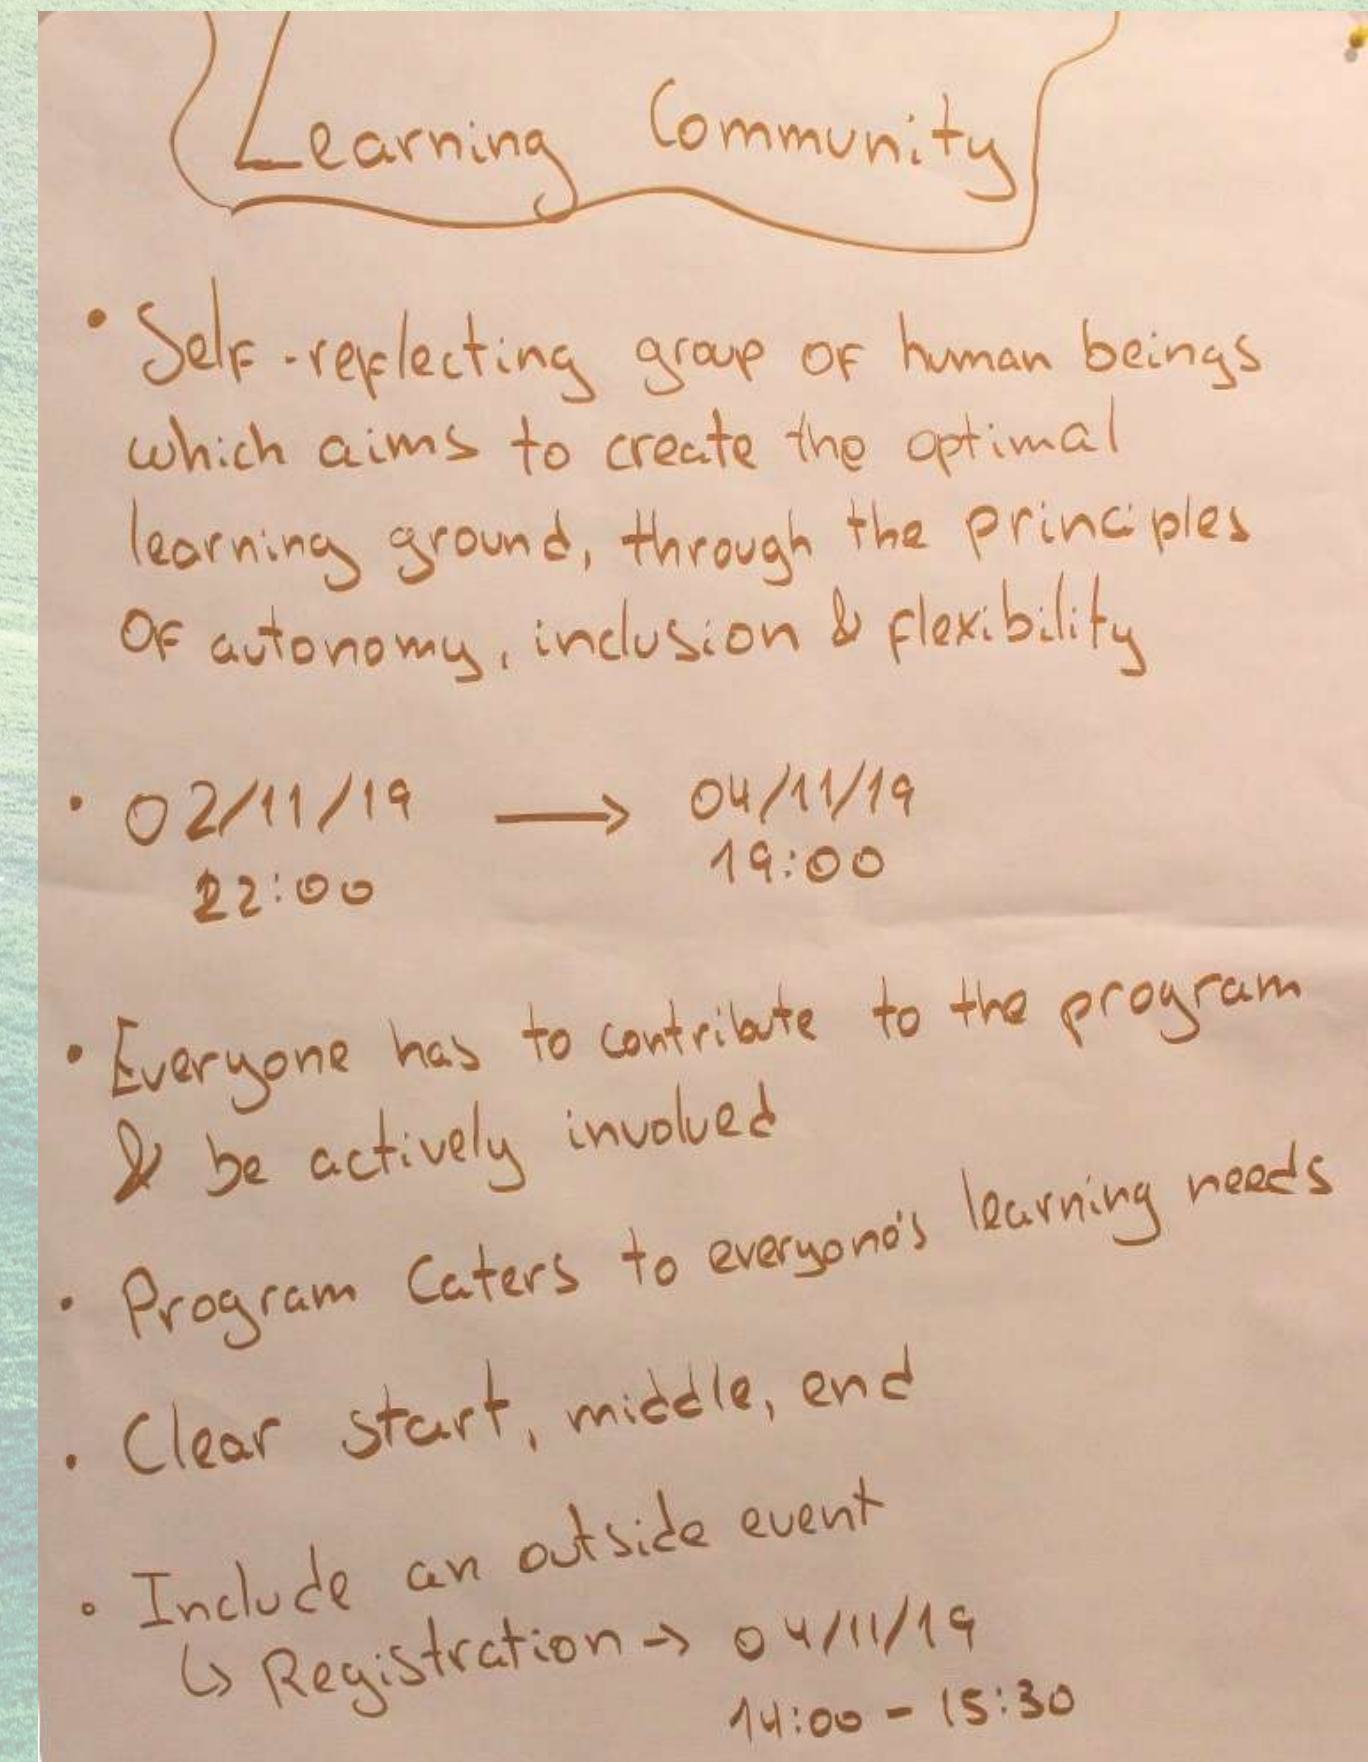 Learning Community
• Self-reflecting group of human beings
which aims to create the optimal
learning ground, through the principles
of autonomy, inclusion & flexibility
• 02/11/19 → 04/11/19
22:00 19:00
• Everyone has to contribute to the program
& be actively involved
• Program caters to everyone's learning needs
• Clear start, middle, end
• Include an outside event
↳ Registration → 04/11/19
14:00 - 15:30